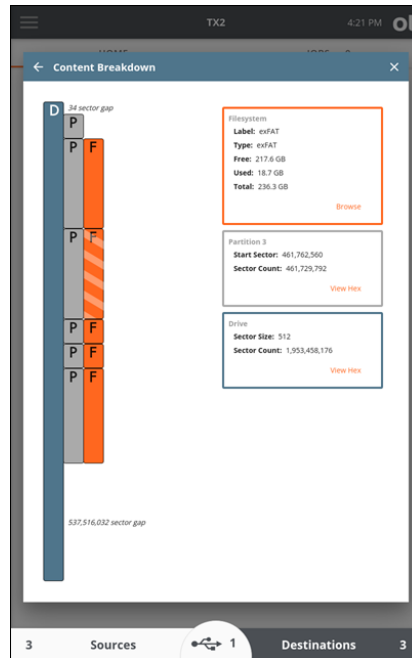 TX2
4:21 PM
Content Breakdown
D
34 sector gap
P
P F
P F
P F
P F
P F
537,516,032 sector gap
Filesystem
Label: exFAT
Type: exFAT
Free: 217.6 GB
Used: 18.7 GB
Total: 236.3 GB
Browse
Partition 3
Start Sector: 461,762,560
Sector Count: 461,729,792
View Hex
Drive
Sector Size: 512
Sector Count: 1,953,458,176
View Hex
3 Sources 1 Destinations 3